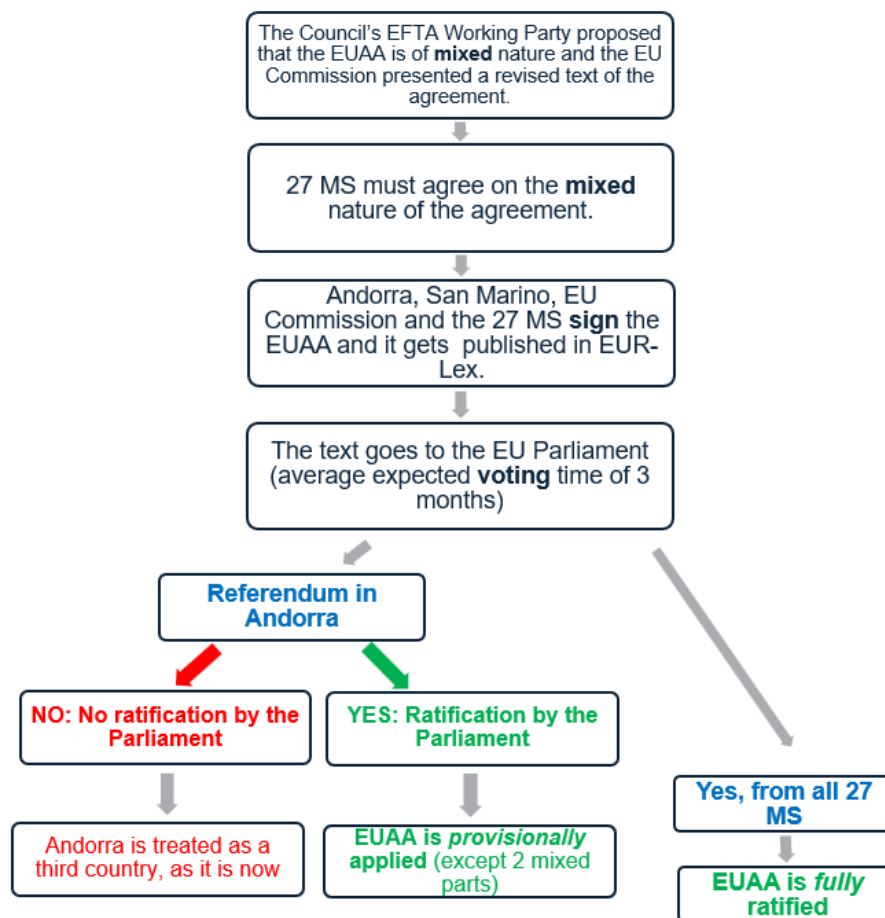 The Council's EFTA Working Party proposed
that the EUAA is of mixed nature and the EU
Commission presented a revised text of the
agreement.
27 MS must agree on the mixed
nature of the agreement.
Andorra, San Marino, EU
Commission and the 27 MS sign the
EUAA and it gets published in EUR-
Lex.
The text goes to the EU Parliament
(average expected voting time of 3
months)
Referendum in
Andorra
NO: No ratification by the
Parliament
YES: Ratification by the
Parliament
Andorra is treated as a
third country, as it is now
EUAA is provisionally
applied (except 2 mixed
parts)
Yes, from all 27
MS
EUAA is fully
ratified